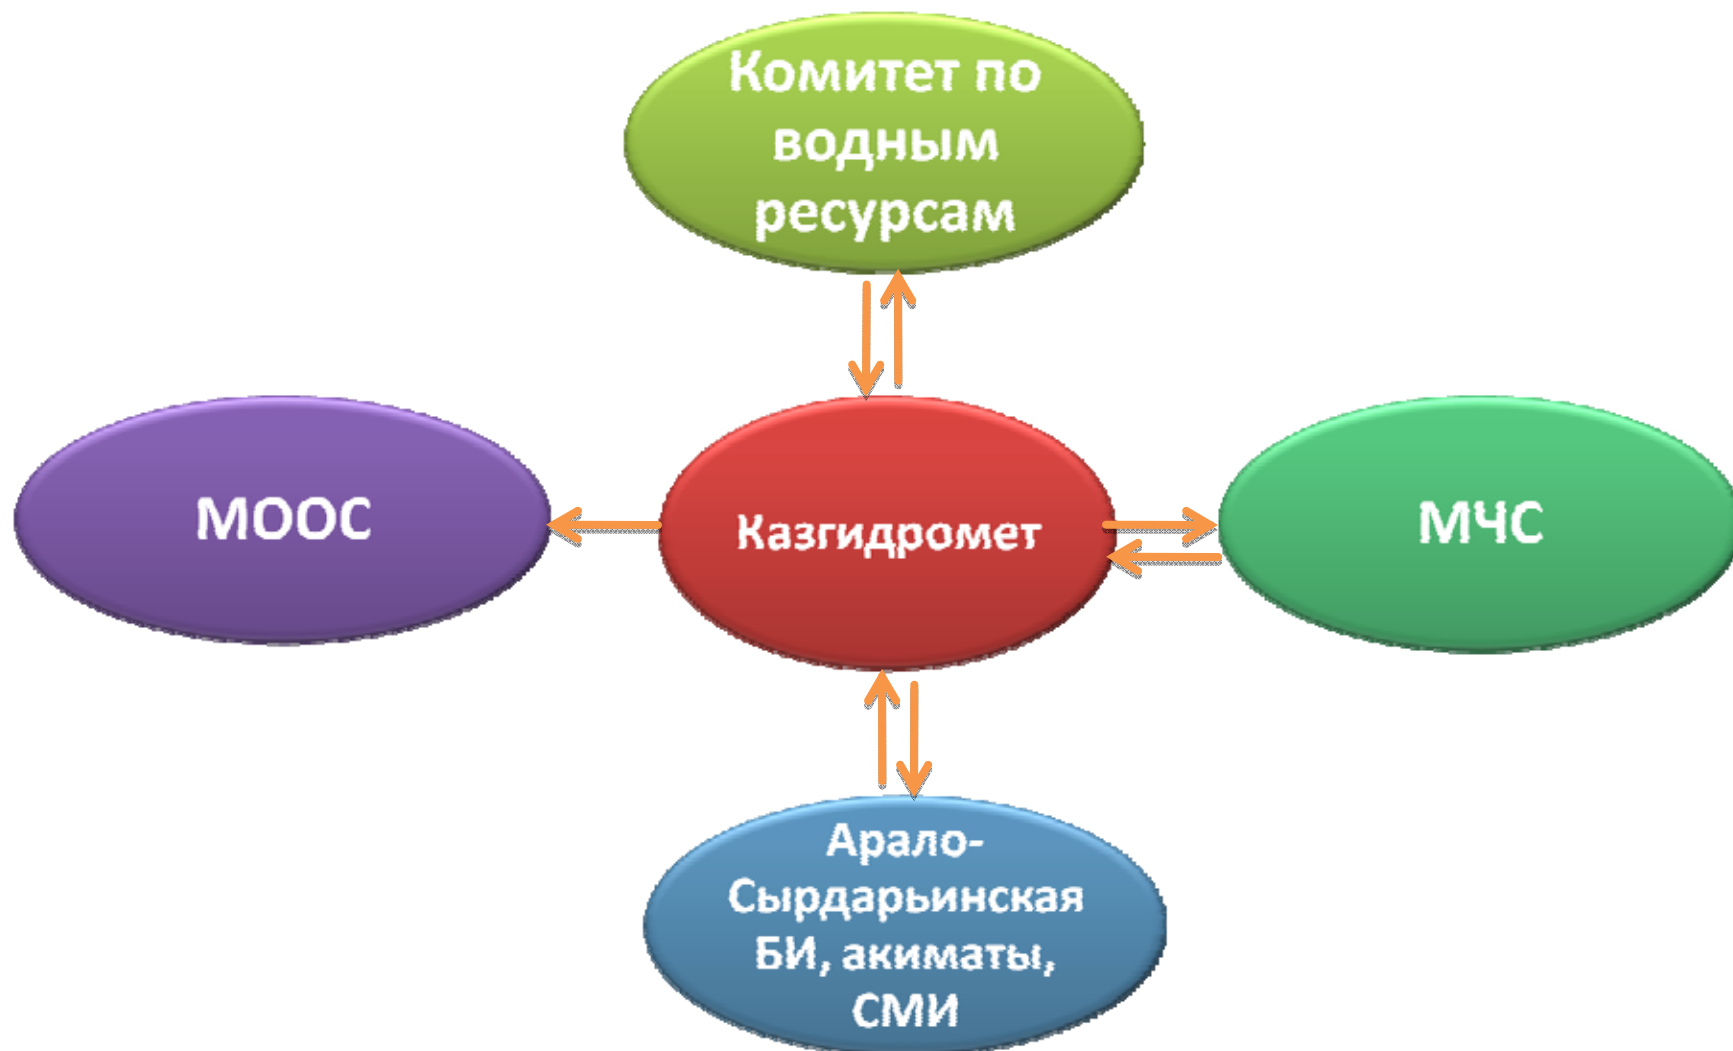 Комитет по
водным
ресурсам
МООС
Казгидромет
МЧС
Арало-
Сырдарьинская
БИ, акиматы,
СМИ